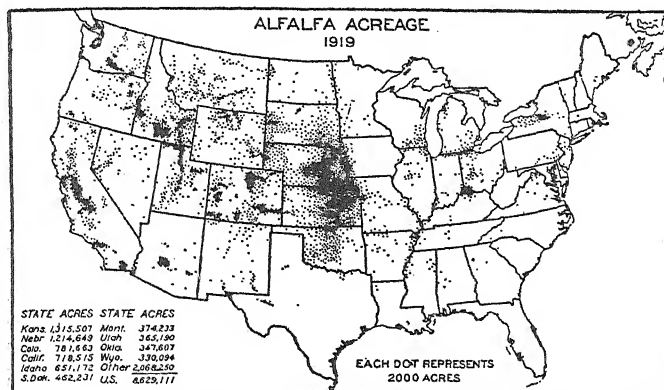 ALFALFA ACREAGE
1919
STATE ACRES STATE ACRES
Kans. 1,315,507 Mont. 374,233
Nebr 1,214,649 Utah 365,190
Colo. 781,663 Okla. 347,607
Calif. 718,515 Wyo. 330,094
Idaho 651,172 Other 2,068,250
S.Dak. 462,231 U.S. 8,629,111
EACH DOT REPRESENTS
2000 ACRES